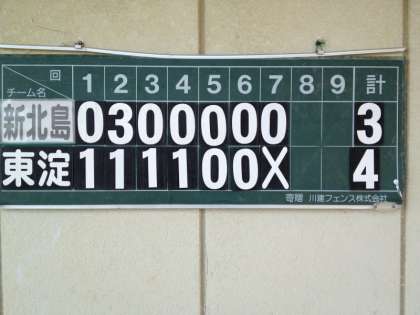 回 1 2 3 4 5 6 7 8 9 計
チーム名
新北島 0 3 0 0 0 0 0 3
東淀 1 1 1 1 0 0 X 4
寄贈 川建フェンス株式会社